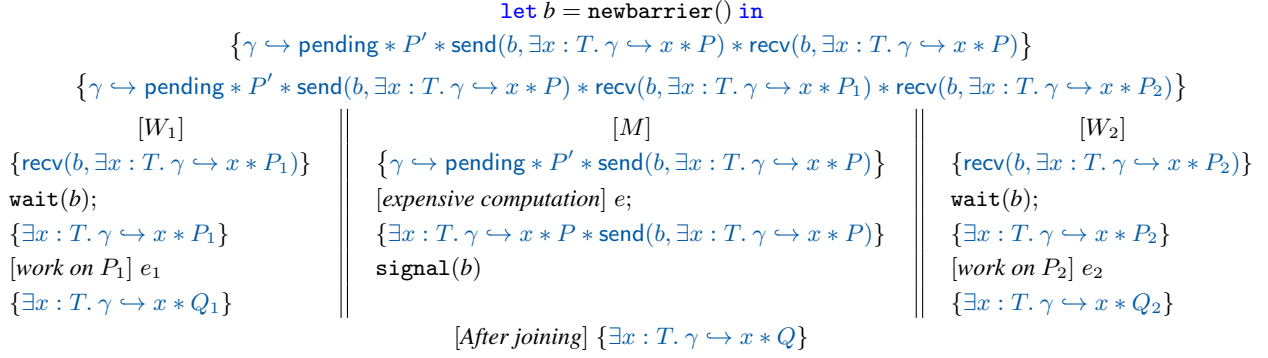 let b = newbarrier() in
{γ ↪ pending ∗ P′ ∗ send(b, ∃x : T. γ ↪ x ∗ P) ∗ recv(b, ∃x : T. γ ↪ x ∗ P)}
{γ ↪ pending ∗ P′ ∗ send(b, ∃x : T. γ ↪ x ∗ P) ∗ recv(b, ∃x : T. γ ↪ x ∗ P₁) ∗ recv(b, ∃x : T. γ ↪ x ∗ P₂)}
[W₁]
{recv(b, ∃x : T. γ ↪ x ∗ P₁)}
wait(b);
{∃x : T. γ ↪ x ∗ P₁}
[work on P₁] e₁
{∃x : T. γ ↪ x ∗ Q₁}
[M]
{γ ↪ pending ∗ P′ ∗ send(b, ∃x : T. γ ↪ x ∗ P)}
[expensive computation] e;
{∃x : T. γ ↪ x ∗ P ∗ send(b, ∃x : T. γ ↪ x ∗ P)}
signal(b)
[W₂]
{recv(b, ∃x : T. γ ↪ x ∗ P₂)}
wait(b);
{∃x : T. γ ↪ x ∗ P₂}
[work on P₂] e₂
{∃x : T. γ ↪ x ∗ Q₂}
[After joining] {∃x : T. γ ↪ x ∗ Q}